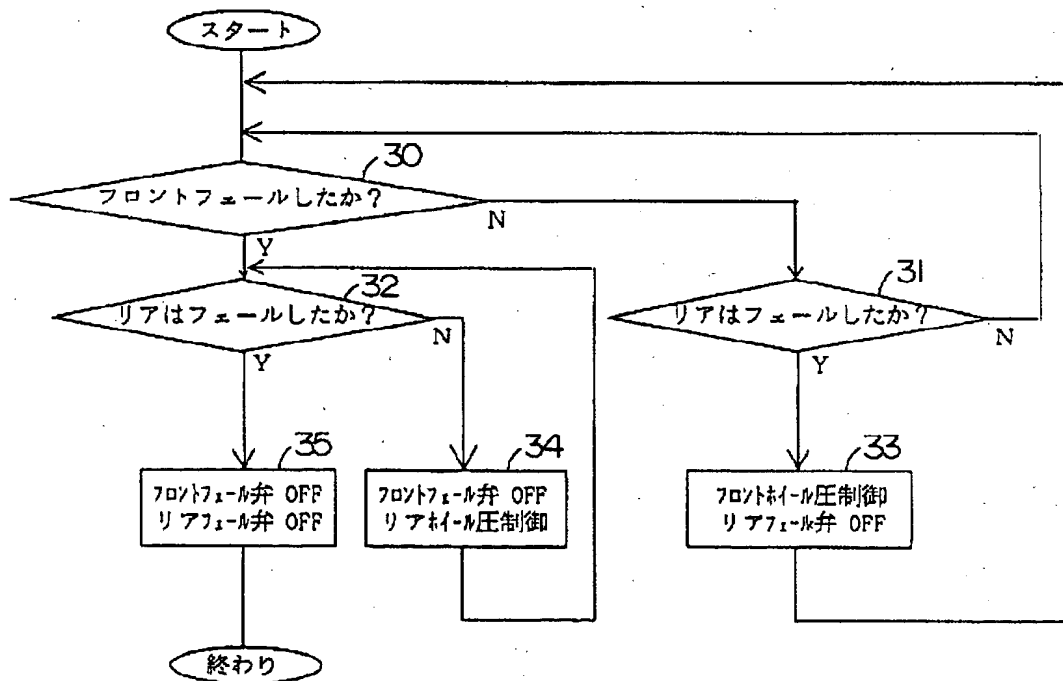 スタート
30
フロントフェールしたか?
N
Y
32
リアはフェールしたか?
N
Y
31
リアはフェールしたか?
N
Y
35
フロントフェール弁 OFF
リアフェール弁 OFF
34
フロントフェール弁 OFF
リアホイール圧制御
33
フロントホイール圧制御
リアフェール弁 OFF
終わり